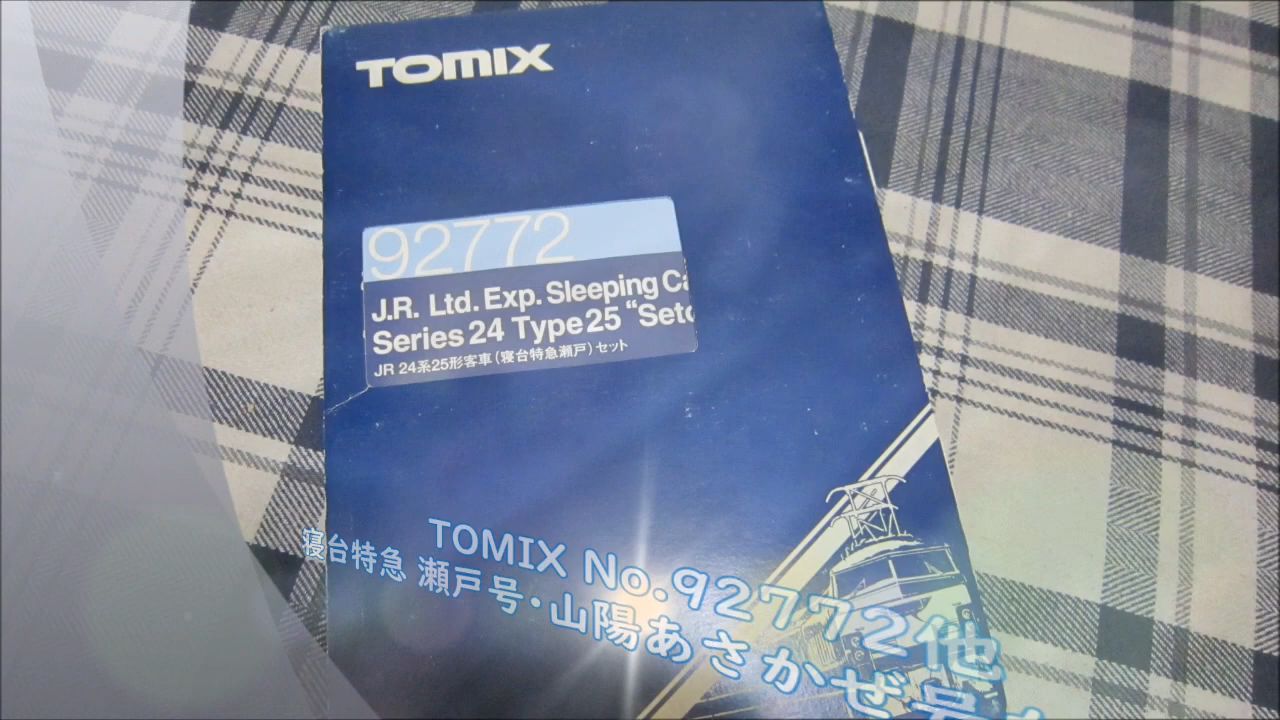 TOMIX
92772
J.R. Ltd. Exp. Sleeping
Series 24 Type 25
JR 24系25形客車(寝台特急瀬戸)セット
TOMIX No.92772他
寝台特急 瀬戸号・山陽あさかぜ号